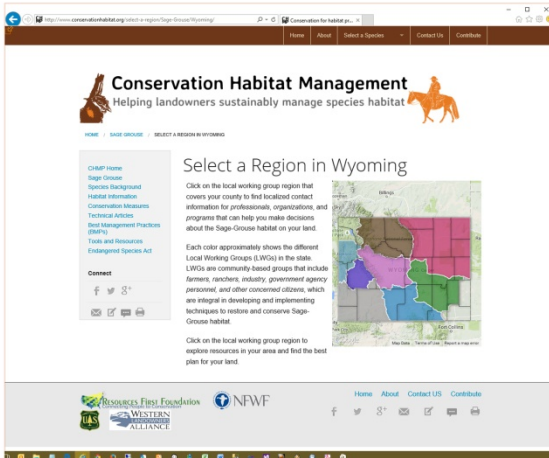 http://www.conservationhabitat.org/select-a-region/Sage-Grouse/Wyoming/
Conservation for habitat pr...
Home About Select a Species Contact Us Contribute
Conservation Habitat Management
Helping landowners sustainably manage species habitat
HOME / SAGE GROUSE / SELECT A REGION IN WYOMING
CHMP Home
Sage Grouse
Species Background
Habitat Information
Conservation Measures
Technical Articles
Best Management Practices
(BMPs)
Tools and Resources
Endangered Species Act
Connect
Select a Region in Wyoming
Click on the local working group region that
covers your county to find localized contact
information for professionals, organizations, and
programs that can help you make decisions
about the Sage-Grouse habitat on your land.
Each color approximately shows the different
Local Working Groups (LWGs) in the state.
LWGs are community-based groups that include
farmers, ranchers, industry, government agency
personnel, and other concerned citizens, which
are integral in developing and implementing
techniques to restore and conserve Sage-
Grouse habitat.
Click on the local working group region to
explore resources in your area and find the best
plan for your land.
Billings
WYOMING
Fort Collins
Map Data Terms of Use Report a map error
RESOURCES FIRST FOUNDATION
Connecting People to Conservation
NFWF
UAS
WESTERN
LANDOWNERS
ALLIANCE
Home About Contact US Contribute